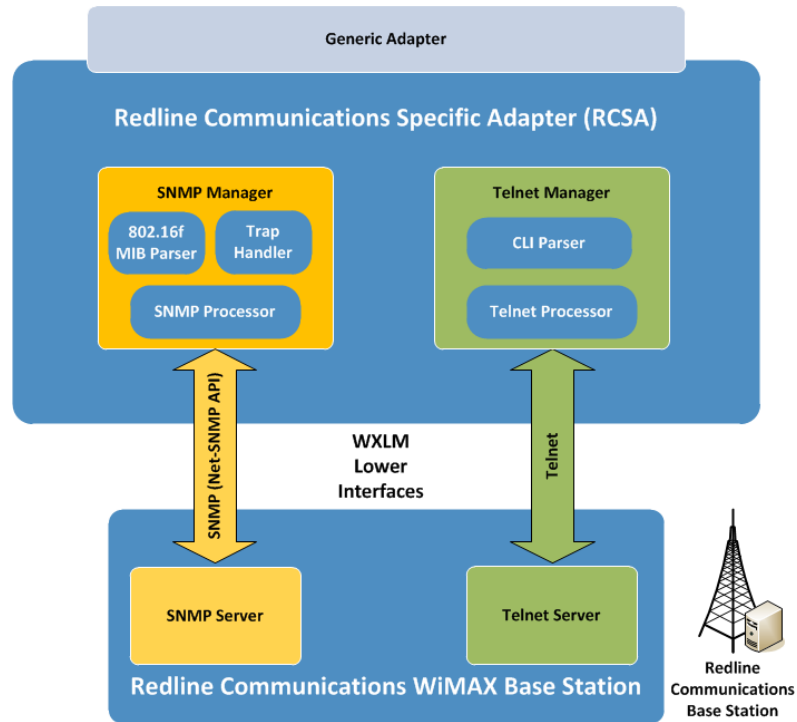 Generic Adapter
Redline Communications Specific Adapter (RCSA)
SNMP Manager
802.16f
MIB Parser
Trap
Handler
SNMP Processor
Telnet Manager
CLI Parser
Telnet Processor
SNMP (Net-SNMP API)
WXLM
Lower
Interfaces
Telnet
SNMP Server
Telnet Server
Redline Communications WiMAX Base Station
Redline
Communications
Base Station